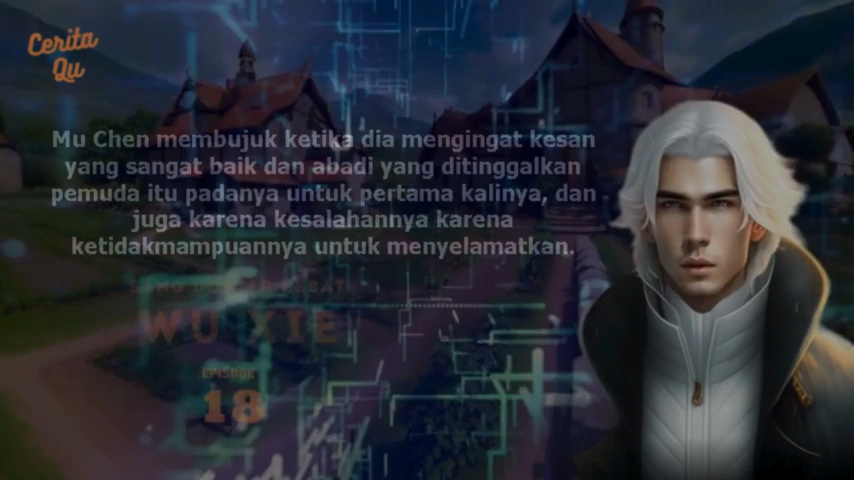 Cerita
Qu
Mu Chen membujuk ketika dia mengingat kesan
yang sangat baik dan abadi yang ditinggalkan
pemuda itu padanya untuk pertama kalinya, dan
juga karena kesalahannya karena
ketidakmampuannya untuk menyelamatkan.
WU XIE
EPISODE
18